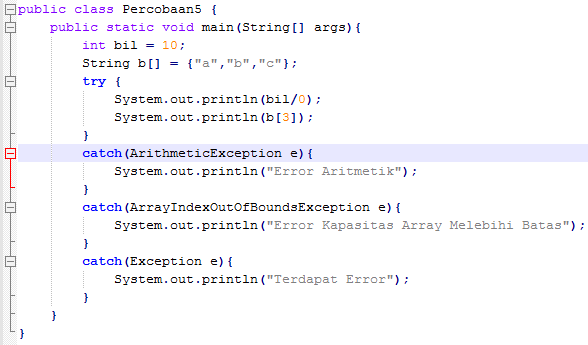 public class Percobaan5 {
    public static void main(String[] args){
        int bil = 10;
        String b[] = {"a","b","c"};
        try {
            System.out.println(bil/0);
            System.out.println(b[3]);
        }
        catch(ArithmeticException e){
            System.out.println("Error Aritmetik");
        }
        catch(ArrayIndexOutOfBoundsException e){
            System.out.println("Error Kapasitas Array Melebihi Batas");
        }
        catch(Exception e){
            System.out.println("Terdapat Error");
        }
    }
}